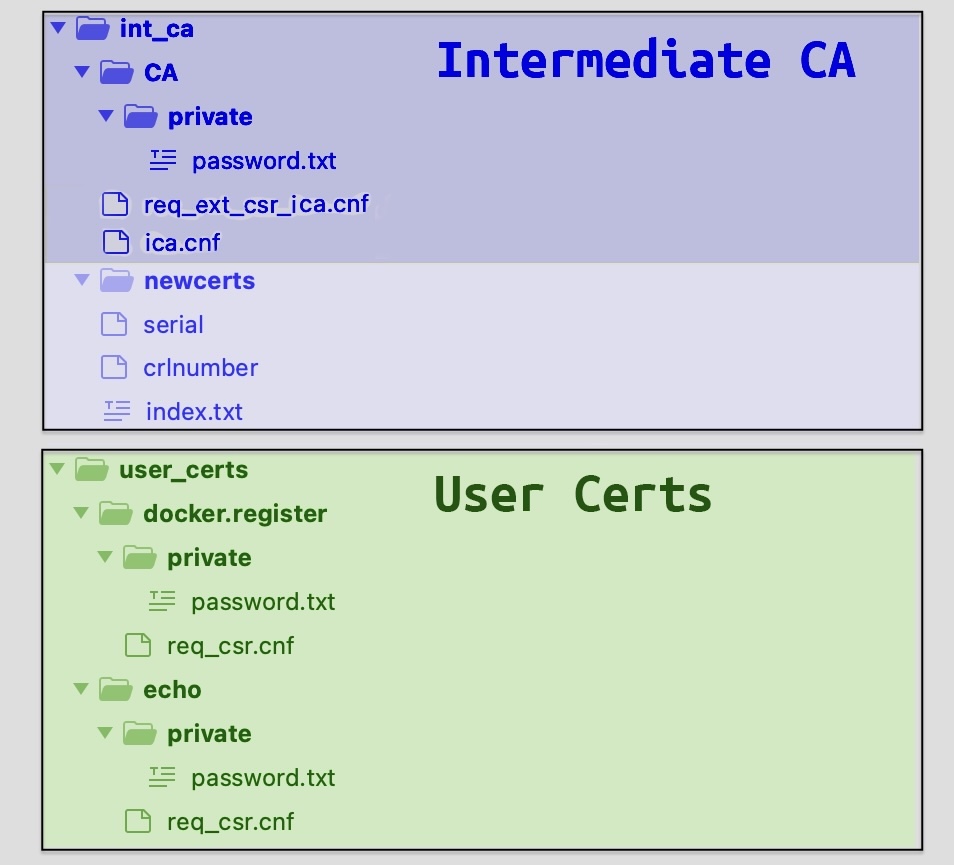 int_ca
Intermediate CA
CA
private
password.txt
req_ext_csr_ica.cnf
ica.cnf
newcerts
serial
crlnumber
index.txt
user_certs
User Certs
docker.register
private
password.txt
req_csr.cnf
echo
private
password.txt
req_csr.cnf